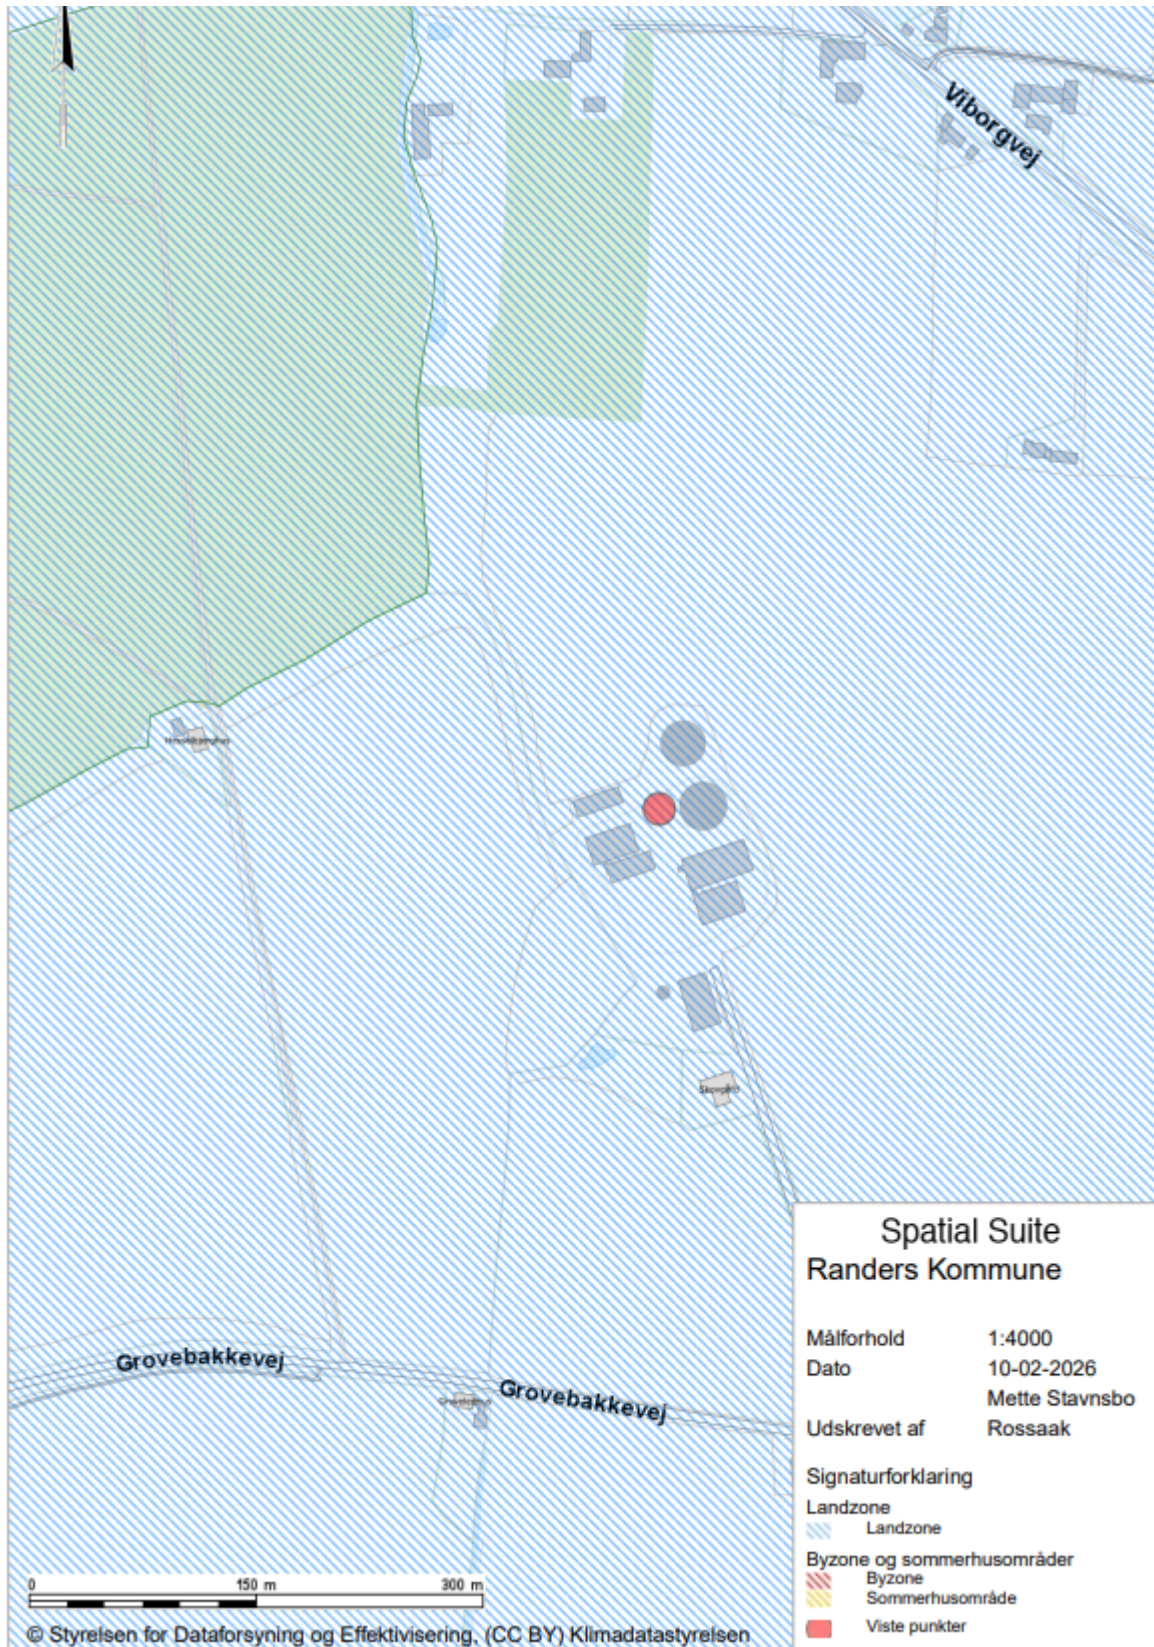 Viborgvej
Skovgård
Grovebakkevej
Grovebakkevej
Spatial Suite
Randers Kommune
Målforhold 1:4000
Dato 10-02-2026
Mette Stavnsbo
Udskrevet af Rossaak
Signaturforklaring
Landzone
Landzone
Byzone og sommerhusområder
Byzone
Sommerhusområde
Viste punkter
0 150 m 300 m
© Styrelsen for Dataforsyning og Effektivisering, (CC BY) Klimadatastyrelsen